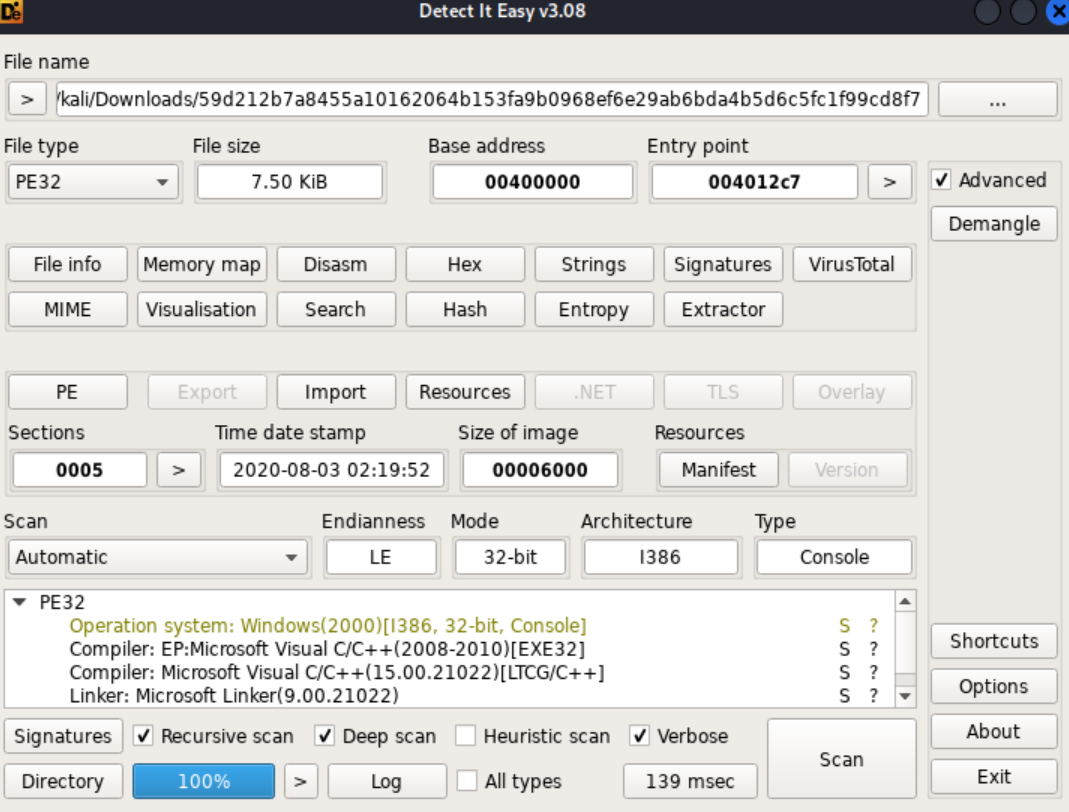 Detect It Easy v3.08
File name
> /kali/Downloads/59d212b7a8455a10162064b153fa9b0968ef6e29ab6bda4b5d6c5fc1f99cd8f7 ...
File type File size Base address Entry point
PE32 7.50 KiB 00400000 004012c7 > Advanced
Demangle
File info Memory map Disasm Hex Strings Signatures VirusTotal
MIME Visualisation Search Hash Entropy Extractor
PE Export Import Resources .NET TLS Overlay
Sections Time date stamp Size of image Resources
0005 > 2020-08-03 02:19:52 00006000 Manifest Version
Scan Endianness Mode Architecture Type
Automatic LE 32-bit I386 Console
PE32
Operation system: Windows(2000)[I386, 32-bit, Console] S ?
Compiler: EP:Microsoft Visual C/C++(2008-2010)[EXE32] S ?
Compiler: Microsoft Visual C/C++(15.00.21022)[LTCG/C++] S ?
Linker: Microsoft Linker(9.00.21022) S ?
Shortcuts
Options
Signatures Recursive scan Deep scan Heuristic scan Verbose Scan About
Directory 100% > Log All types 139 msec Exit